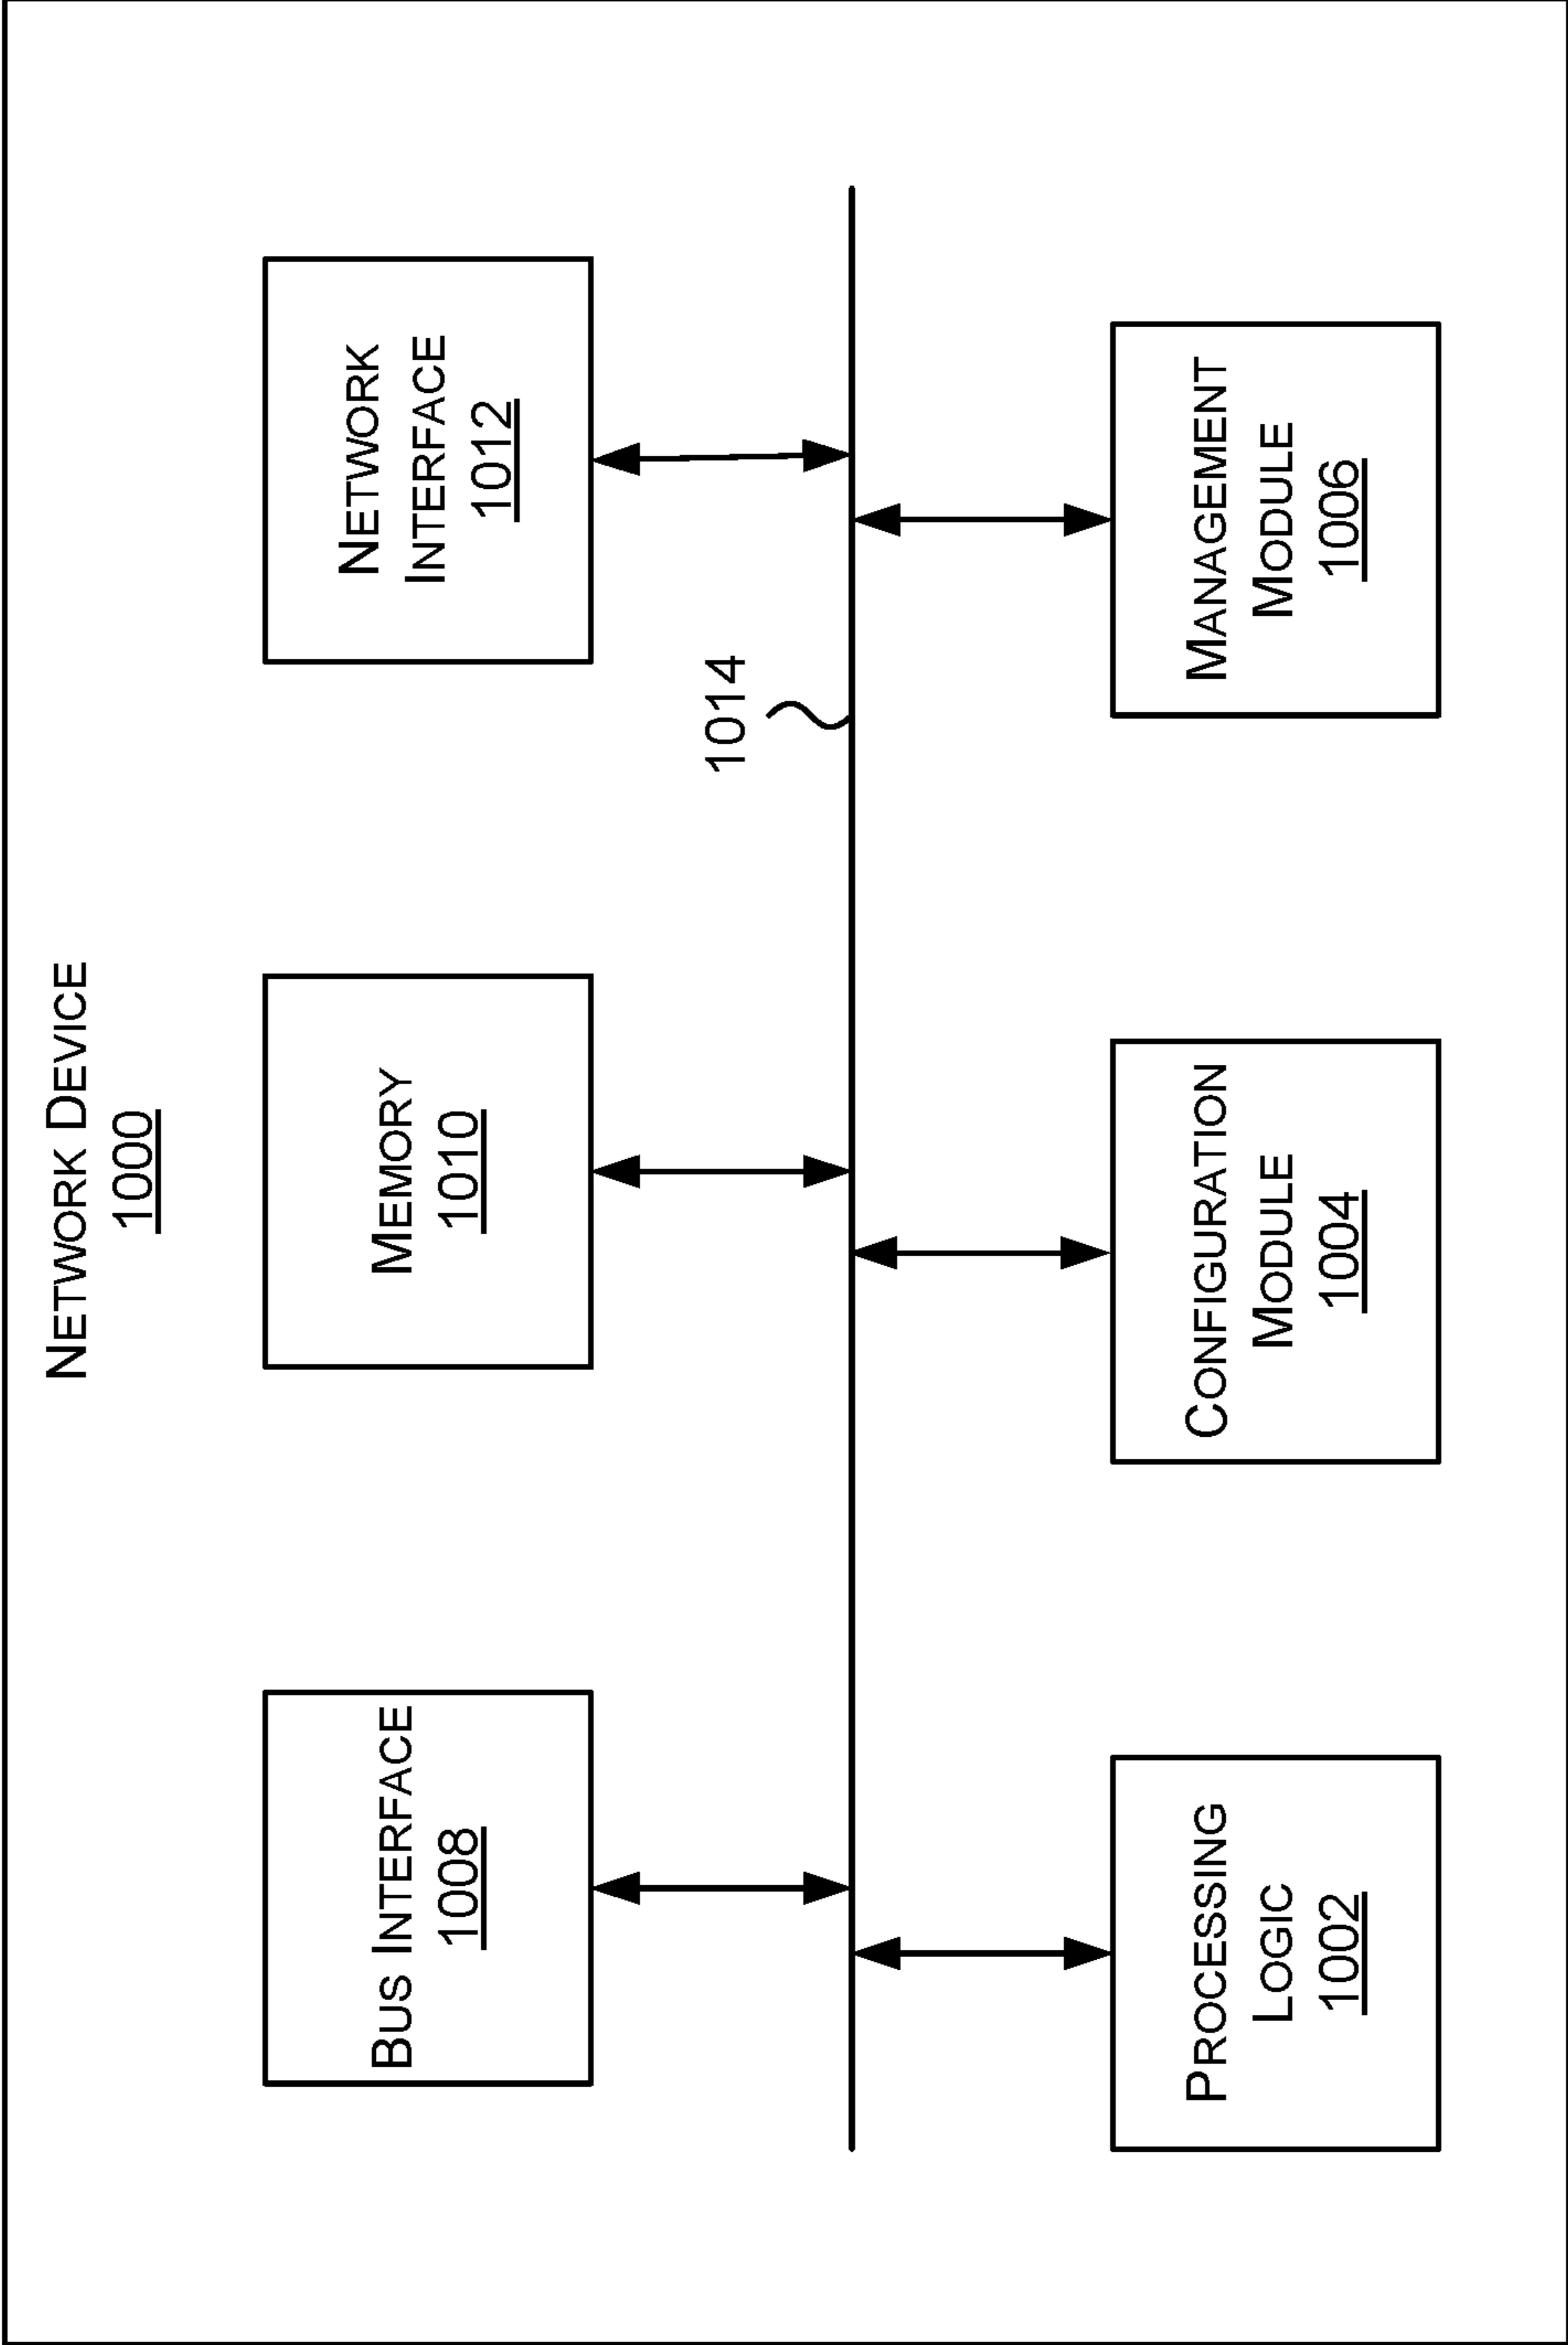 NETWORK DEVICE
1000
BUS INTERFACE
1008
MEMORY
1010
NETWORK
INTERFACE
1012
1014
PROCESSING
LOGIC
1002
CONFIGURATION
MODULE
1004
MANAGEMENT
MODULE
1006